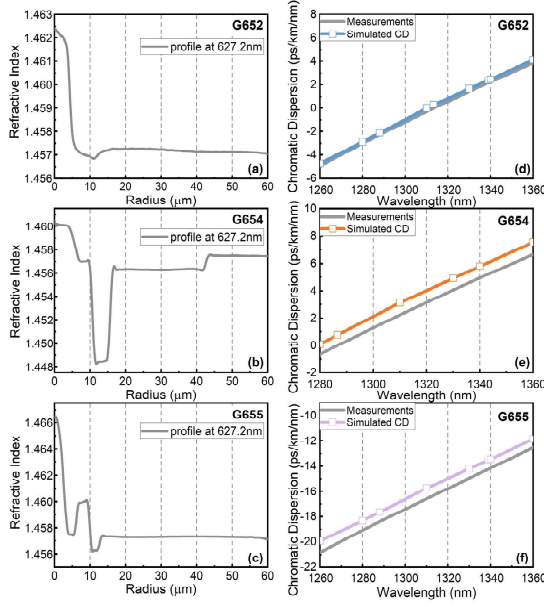 G652
profile at 627.2nm
1.463
1.462
1.461
1.460
1.459
1.458
1.457
1.456
Refractive Index
0 10 20 30 40 50 60
Radius (μm)
(a)
G652
Measurements
Simulated CD
8
6
4
2
0
-2
-4
-6
Chromatic Dispersion (ps/km/nm)
1260 1280 1300 1320 1340 1360
Wavelength (nm)
(d)
G654
profile at 627.2nm
1.460
1.458
1.456
1.454
1.452
1.450
1.448
Refractive Index
0 10 20 30 40 50 60
Radius (μm)
(b)
G654
Measurements
Simulated CD
10
8
6
4
2
0
-2
Chromatic Dispersion (ps/km/nm)
1280 1300 1320 1340 1360
Wavelength (nm)
(e)
G655
profile at 627.2nm
1.466
1.464
1.462
1.460
1.458
1.456
Refractive Index
0 10 20 30 40 50 60
Radius (μm)
(c)
G655
Measurements
Simulated CD
-10
-12
-14
-16
-18
-20
-22
Chromatic Dispersion (ps/km/nm)
1260 1280 1300 1320 1340 1360
Wavelength (nm)
(f)